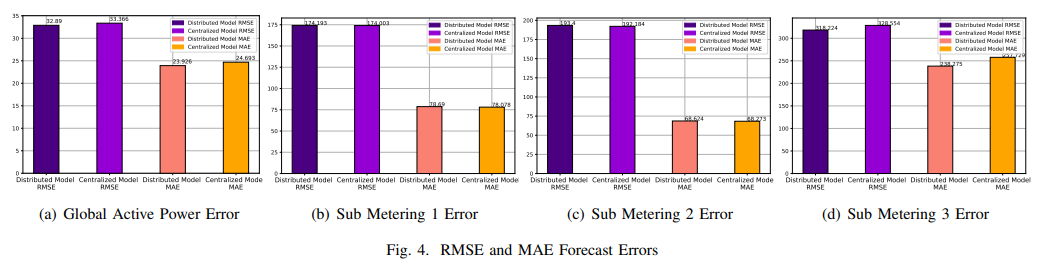 35
30
25
20
15
10
5
0
32.89
33.366
23.926
24.693
Distributed Model RMSE
Centralized Model RMSE
Distributed Model MAE
Centralized Model MAE
Distributed Model
RMSE
Centralized Model
RMSE
Distributed Model
MAE
Centralized Mode
MAE
(a) Global Active Power Error
175
150
125
100
75
50
25
0
174.193
174.003
78.69
78.078
Distributed Model RMSE
Centralized Model RMSE
Distributed Model MAE
Centralized Model MAE
Distributed Model
RMSE
Centralized Model
RMSE
Distributed Model
MAE
Centralized Mode
MAE
(b) Sub Metering 1 Error
200
175
150
125
100
75
50
25
0
193.4
192.184
68.624
68.273
Distributed Model RMSE
Centralized Model RMSE
Distributed Model MAE
Centralized Model MAE
Distributed Model
RMSE
Centralized Model
RMSE
Distributed Model
MAE
Centralized Mode
MAE
(c) Sub Metering 2 Error
300
250
200
150
100
50
0
318.224
328.554
238.275
Distributed Model RMSE
Centralized Model RMSE
Distributed Model MAE
Centralized Model MAE
Distributed Model
RMSE
Centralized Model
RMSE
Distributed Model
MAE
Centralized Mode
MAE
(d) Sub Metering 3 Error
Fig. 4. RMSE and MAE Forecast Errors